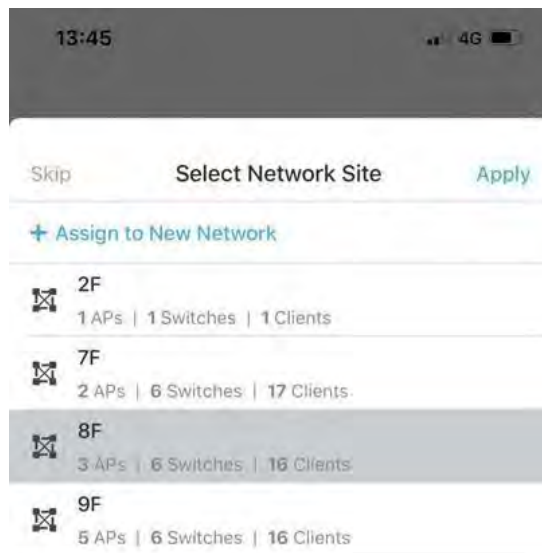 13:45 4G
Skip Select Network Site Apply
+ Assign to New Network
2F
1 APs | 1 Switches | 1 Clients
7F
2 APs | 6 Switches | 17 Clients
8F
3 APs | 6 Switches | 16 Clients
9F
5 APs | 6 Switches | 16 Clients